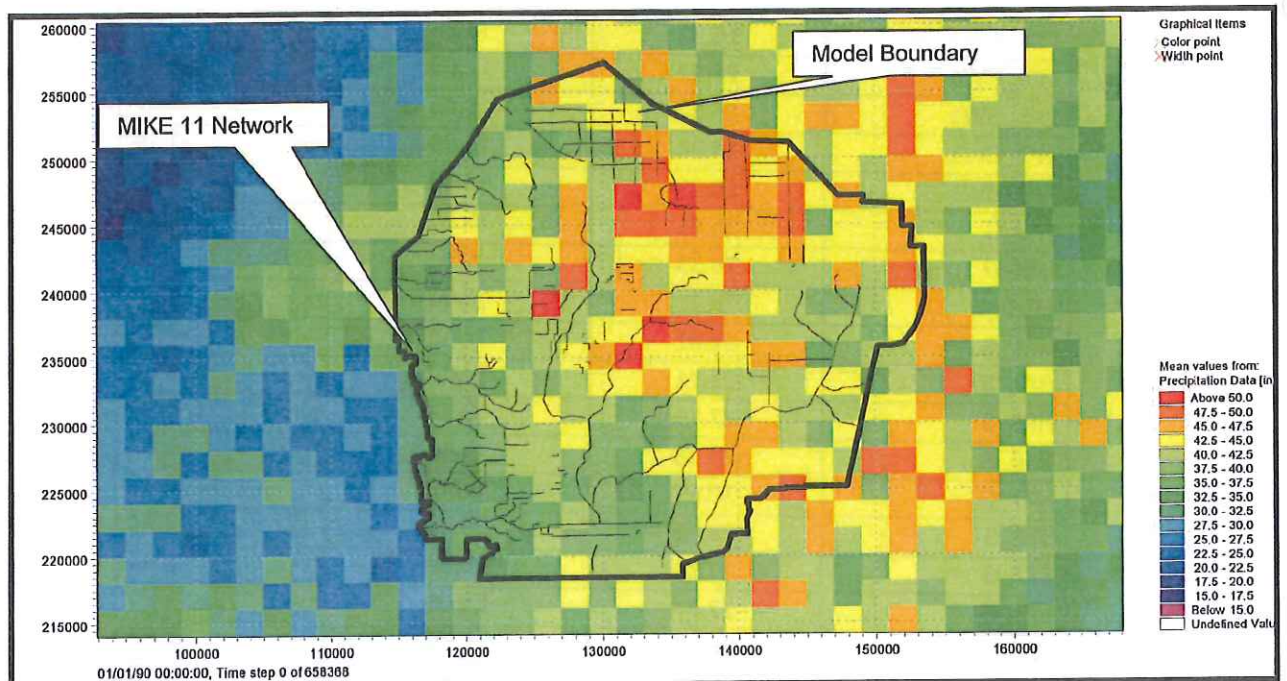 260000
255000
250000
245000
240000
235000
230000
225000
220000
215000
100000
110000
120000
130000
140000
150000
160000
MIKE 11 Network
Model Boundary
01/01/90 00:00:00, Time step 0 of 658368
Graphical Items
Color point
Width point
Mean values from:
Precipitation Data [in
Above 50.0
47.5 - 50.0
45.0 - 47.5
42.5 - 45.0
40.0 - 42.5
37.5 - 40.0
35.0 - 37.5
32.5 - 35.0
30.0 - 32.5
27.5 - 30.0
25.0 - 27.5
22.5 - 25.0
20.0 - 22.5
17.5 - 20.0
15.0 - 17.5
Below 15.0
Undefined Valu